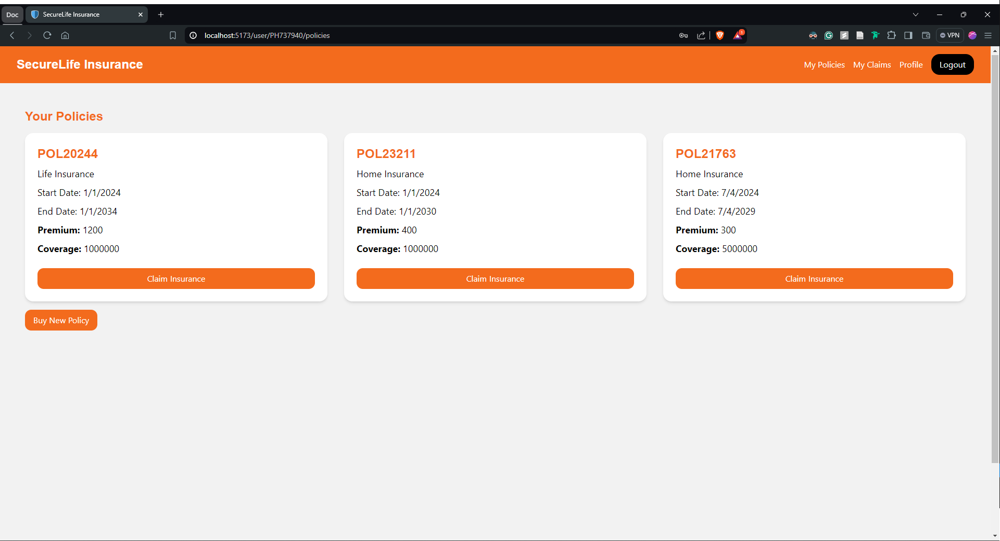 Doc
SecureLife Insurance
localhost:5173/user/PH737940/policies
1
VPN
SecureLife Insurance
My Policies
My Claims
Profile
Logout
Your Policies
POL20244
Life Insurance
Start Date: 1/1/2024
End Date: 1/1/2034
Premium: 1200
Coverage: 1000000
Claim Insurance
POL23211
Home Insurance
Start Date: 1/1/2024
End Date: 1/1/2030
Premium: 400
Coverage: 1000000
Claim Insurance
POL21763
Home Insurance
Start Date: 7/4/2024
End Date: 7/4/2029
Premium: 300
Coverage: 5000000
Claim Insurance
Buy New Policy